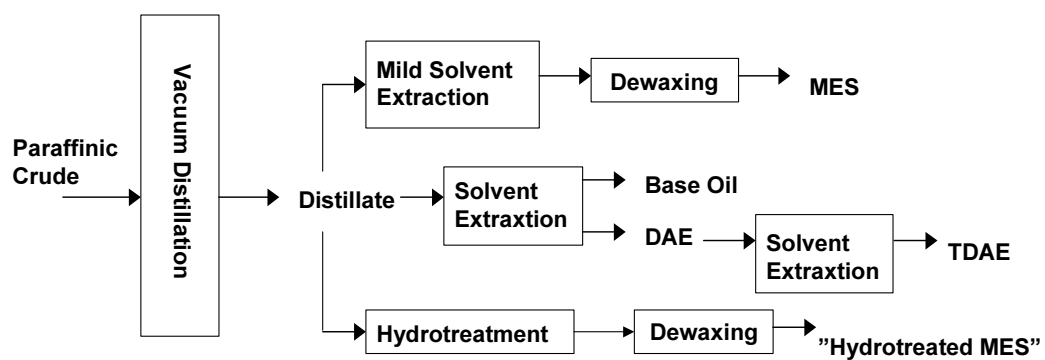 Mild Solvent
Extraction
Dewaxing
MES
Vacuum Distillation
Paraffinic
Crude
Distillate
Solvent
Extraxtion
Base Oil
DAE
Solvent
Extraxtion
TDAE
Hydrotreatment
Dewaxing
”Hydrotreated MES”